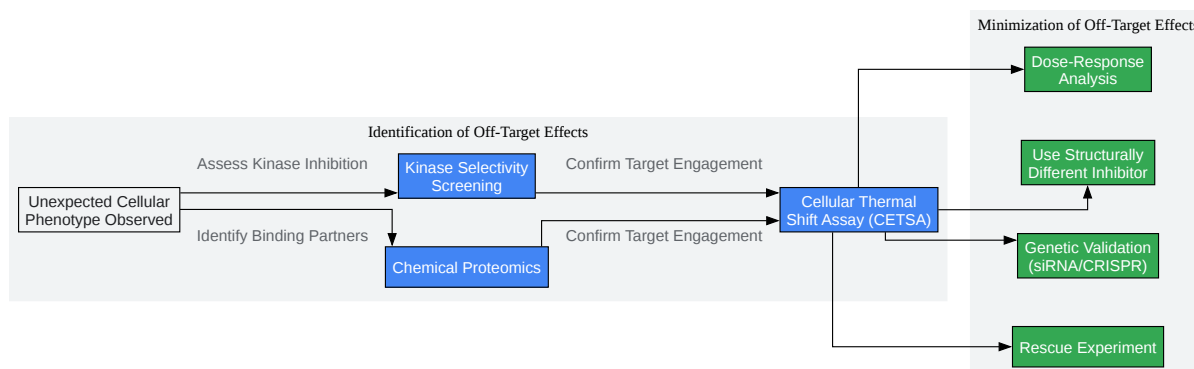 Minimization of Off-Target Effects
Dose-Response
Analysis
Identification of Off-Target Effects
Assess Kinase Inhibition
Kinase Selectivity
Screening
Confirm Target Engagement
Use Structurally
Different Inhibitor
Unexpected Cellular
Phenotype Observed
Cellular Thermal
Shift Assay (CETSA)
Identify Binding Partners
Chemical Proteomics
Confirm Target Engagement
Genetic Validation
(siRNA/CRISPR)
Rescue Experiment